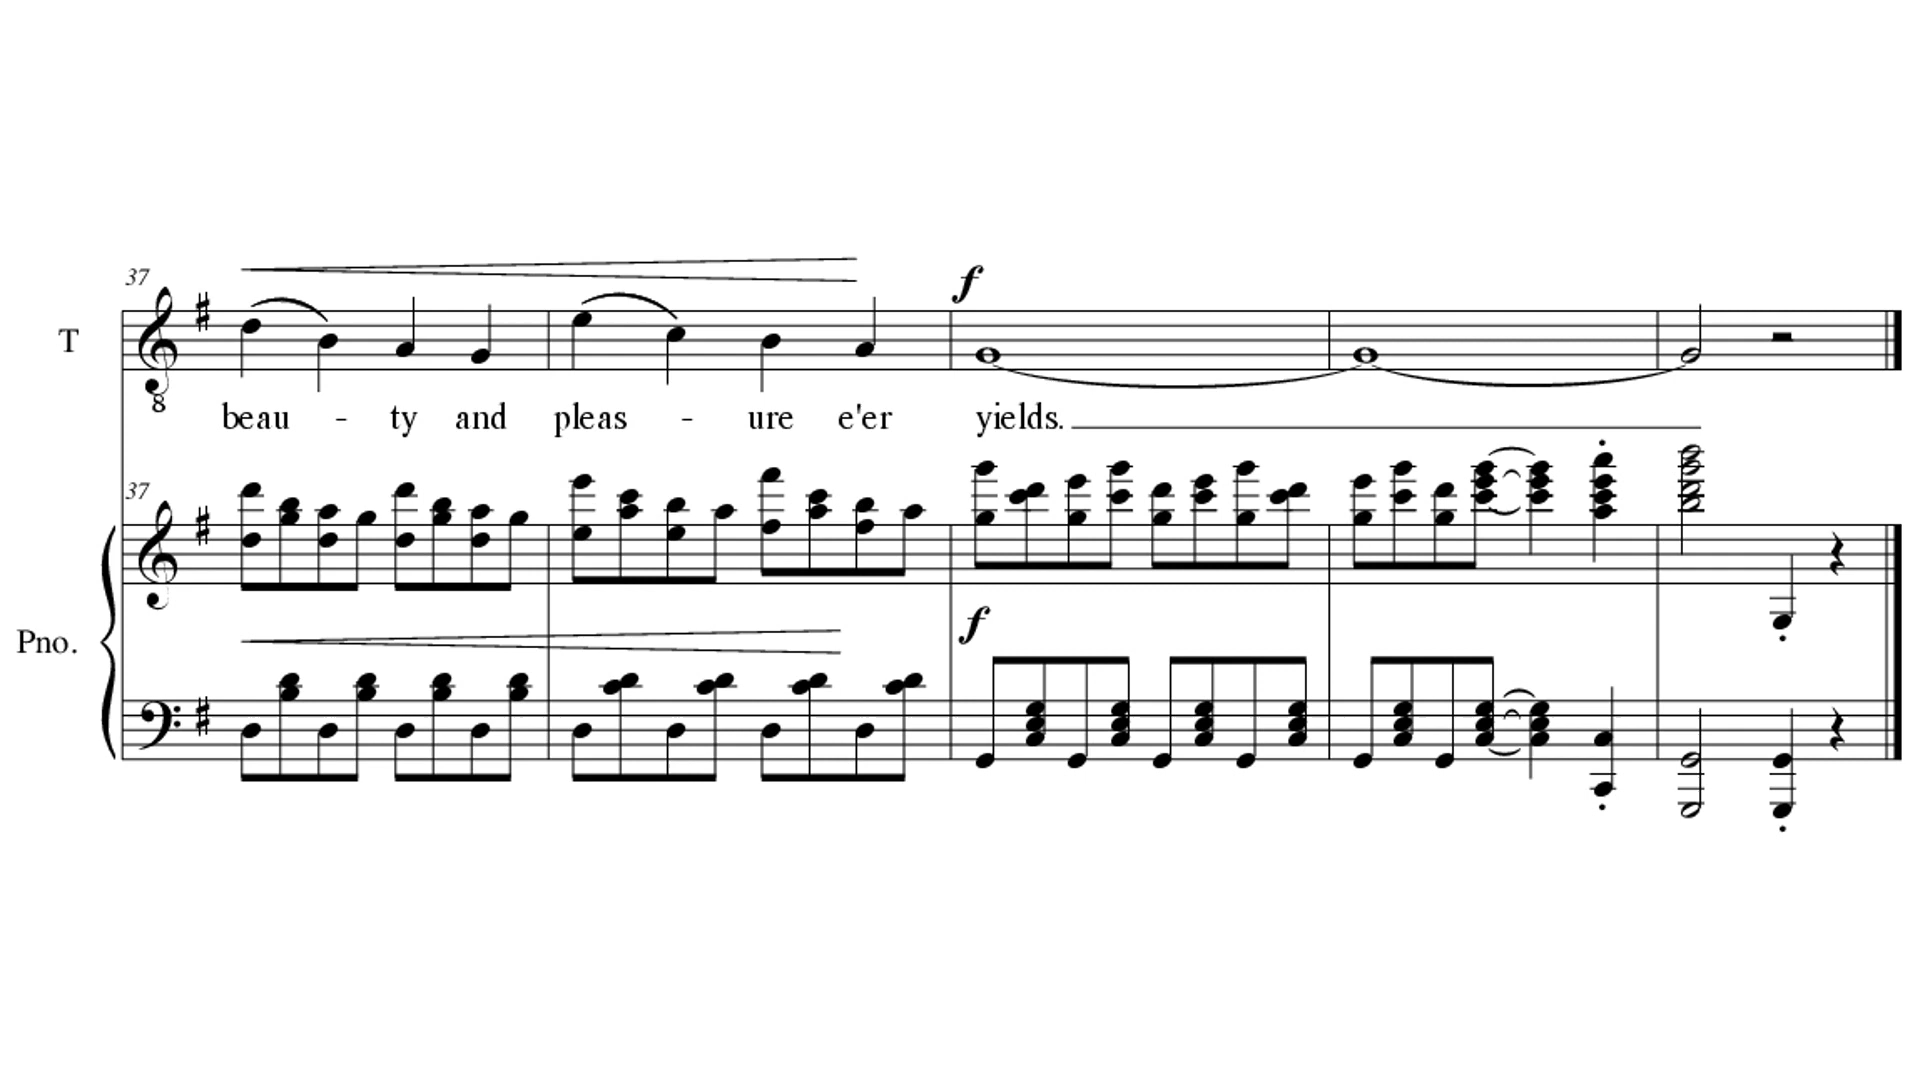 37
f
T
8
beau - ty and pleas - ure e'er yields.
37
f
Pno.